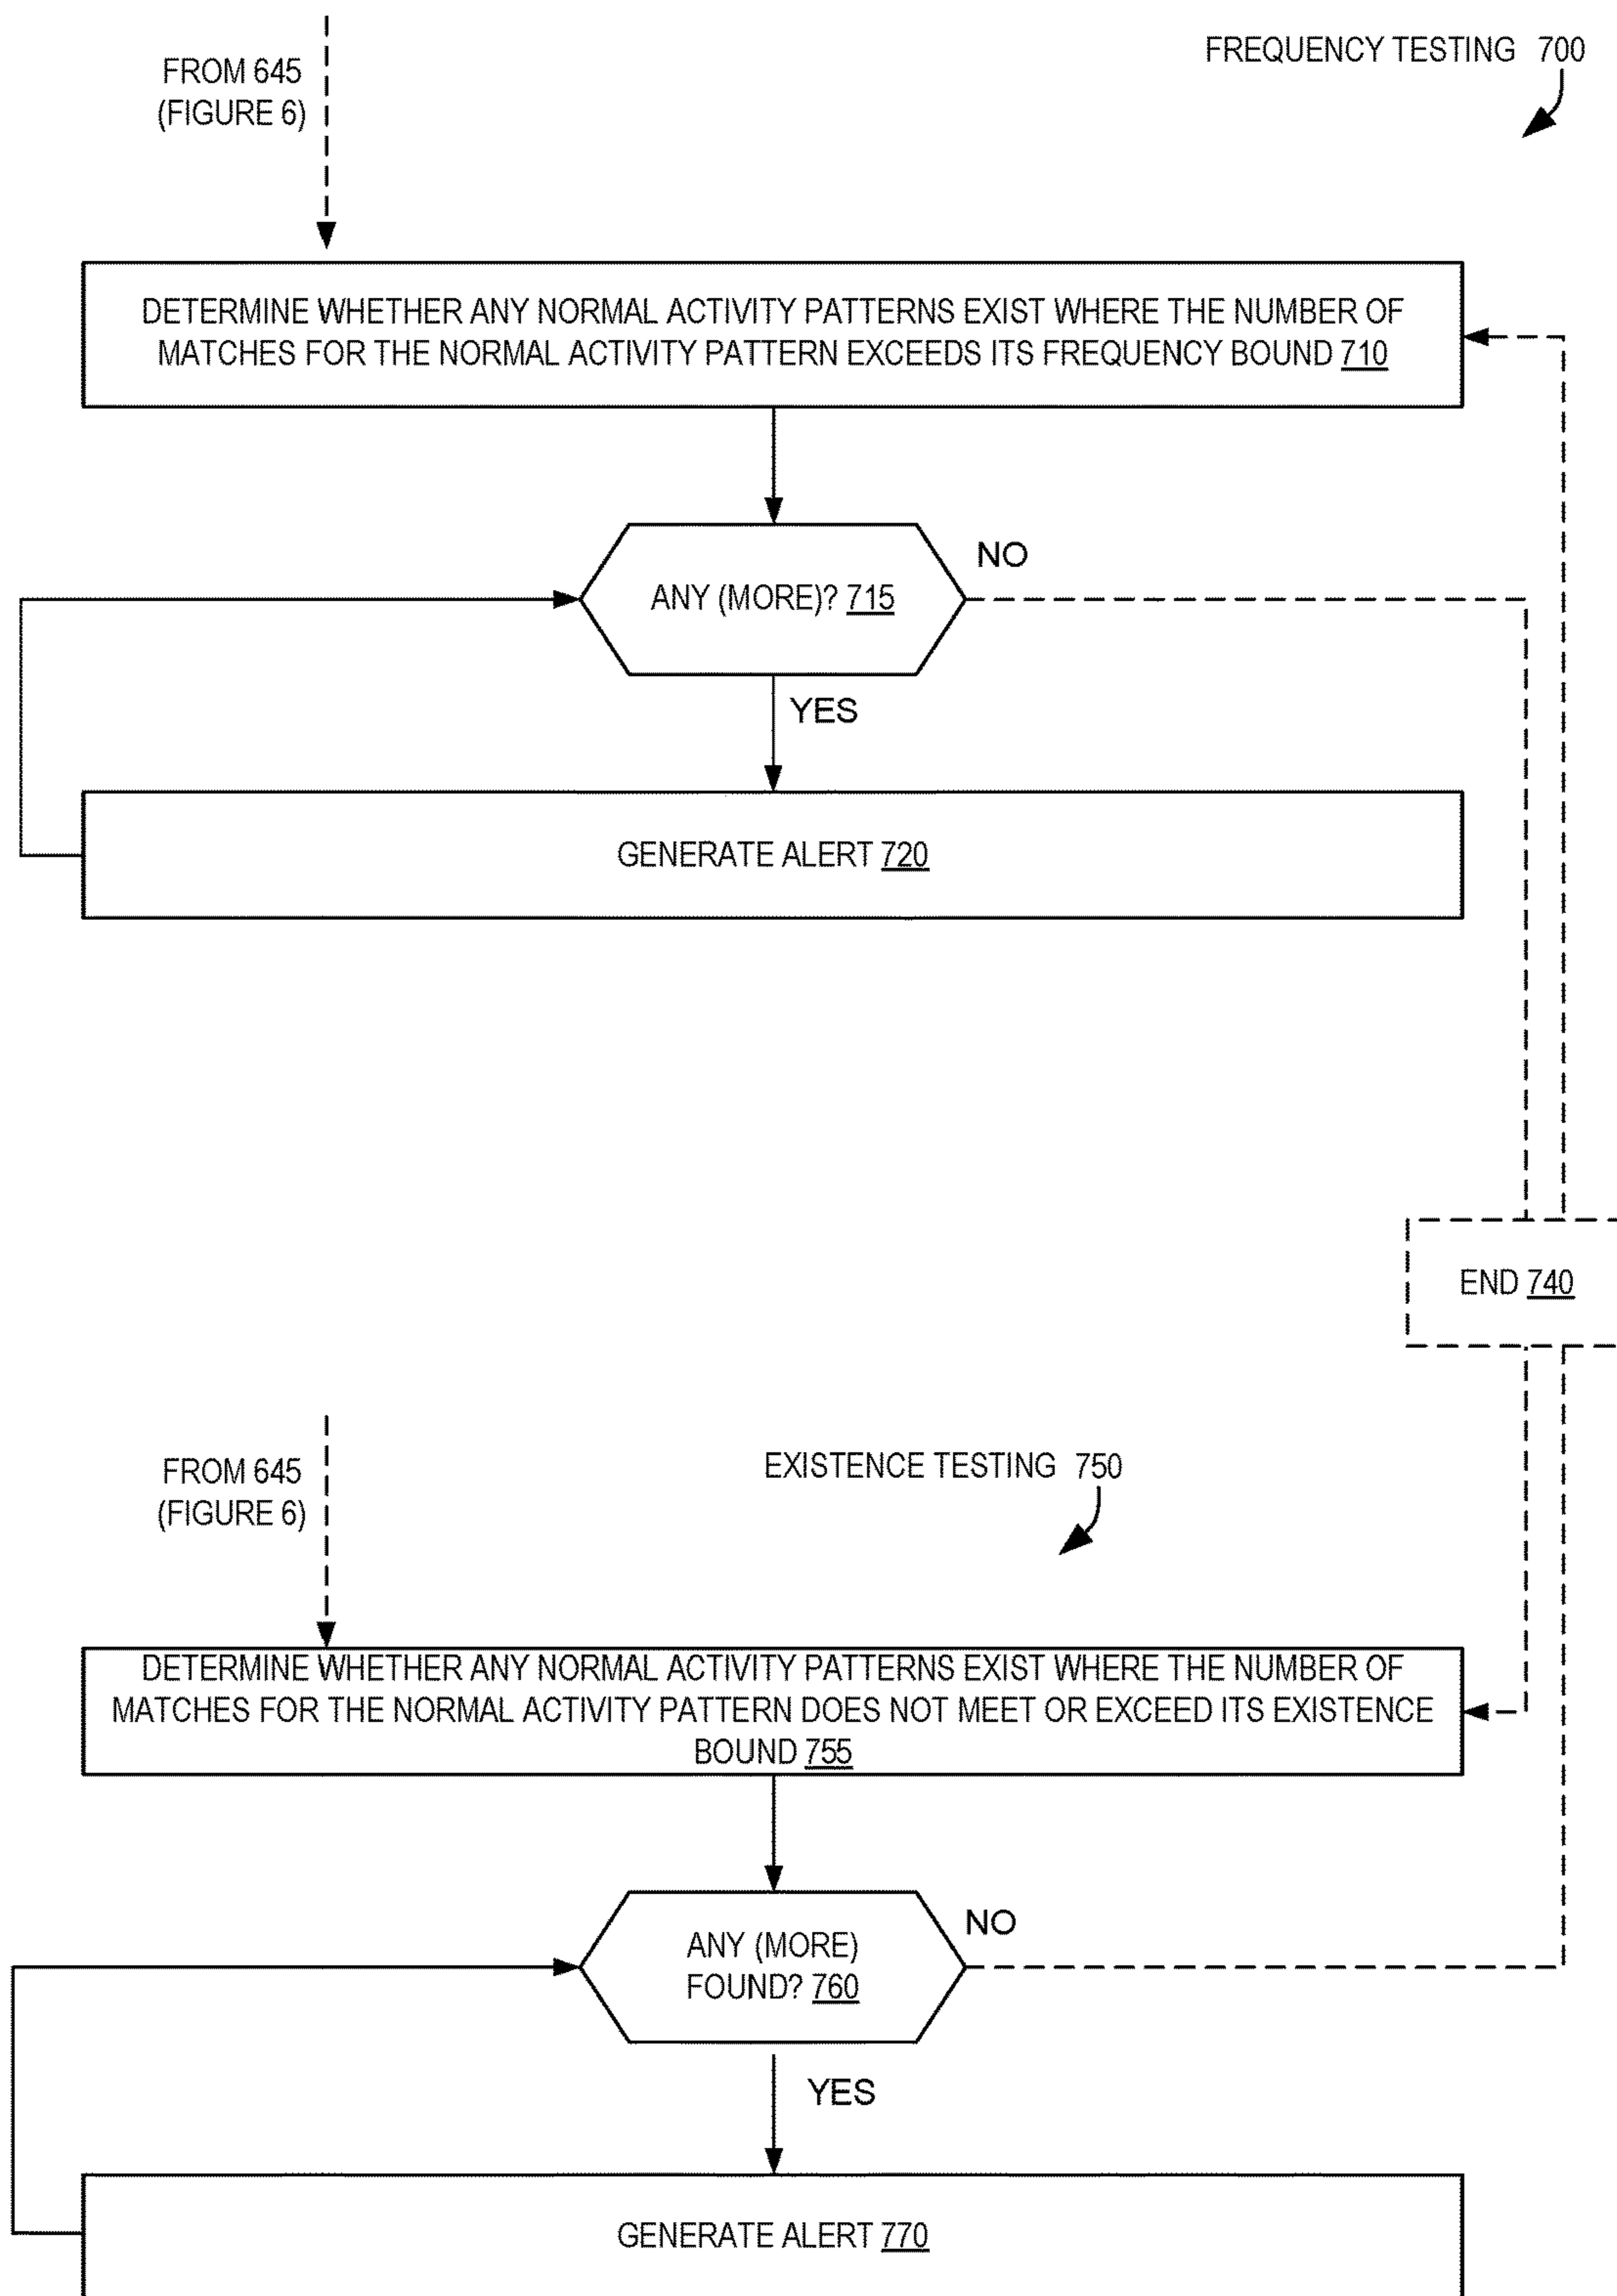 FREQUENCY TESTING 700
FROM 645
(FIGURE 6)
DETERMINE WHETHER ANY NORMAL ACTIVITY PATTERNS EXIST WHERE THE NUMBER OF
MATCHES FOR THE NORMAL ACTIVITY PATTERN EXCEEDS ITS FREQUENCY BOUND 710
NO
ANY (MORE)? 715
YES
GENERATE ALERT 720
END 740
FROM 645
(FIGURE 6)
EXISTENCE TESTING 750
DETERMINE WHETHER ANY NORMAL ACTIVITY PATTERNS EXIST WHERE THE NUMBER OF
MATCHES FOR THE NORMAL ACTIVITY PATTERN DOES NOT MEET OR EXCEED ITS EXISTENCE
BOUND 755
NO
ANY (MORE)
FOUND? 760
YES
GENERATE ALERT 770